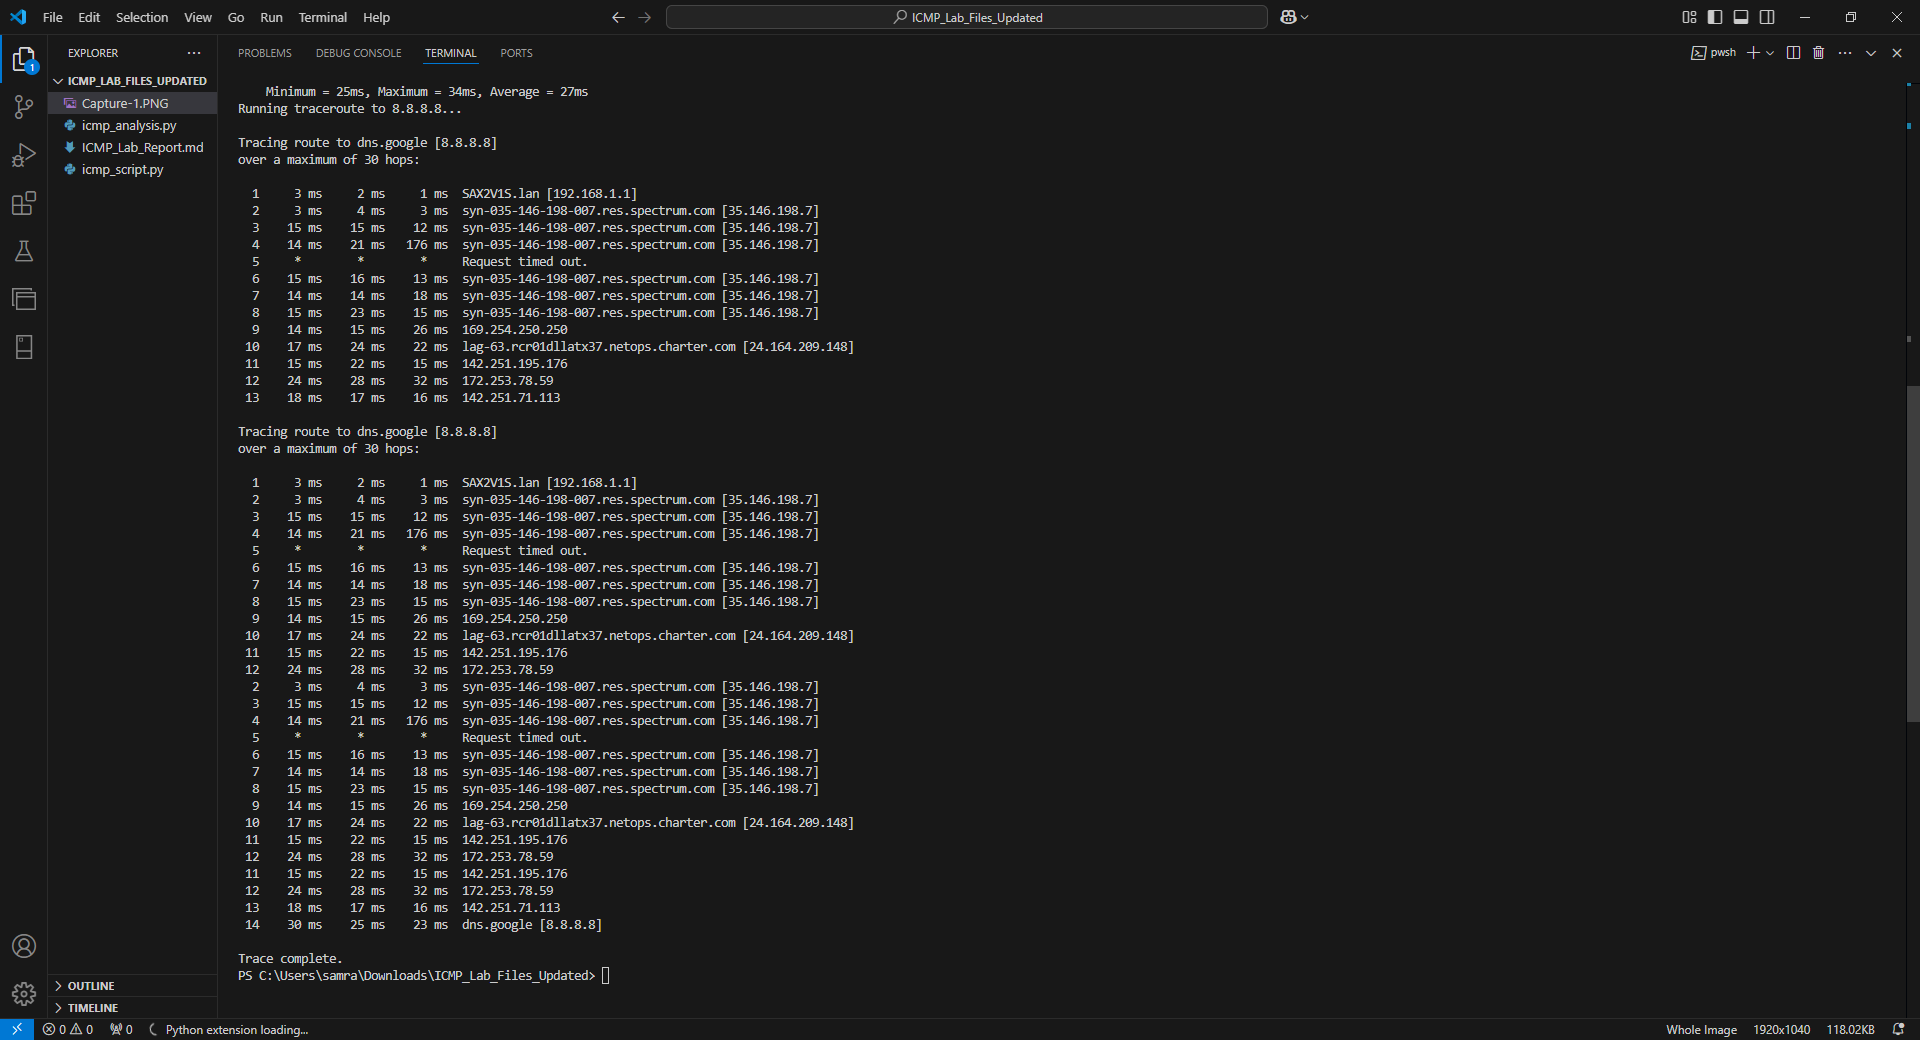 File Edit Selection View Go Run Terminal Help
ICMP_Lab_Files_Updated
EXPLORER
PROBLEMS DEBUG CONSOLE TERMINAL PORTS
pwsh
1
ICMP_LAB_FILES_UPDATED
Capture-1.PNG
icmp_analysis.py
ICMP_Lab_Report.md
icmp_script.py
Minimum = 25ms, Maximum = 34ms, Average = 27ms
Running traceroute to 8.8.8.8...
Tracing route to dns.google [8.8.8.8]
over a maximum of 30 hops:
1 3 ms 2 ms 1 ms SAX2V1S.lan [192.168.1.1]
2 3 ms 4 ms 3 ms syn-035-146-198-007.res.spectrum.com [35.146.198.7]
3 15 ms 15 ms 12 ms syn-035-146-198-007.res.spectrum.com [35.146.198.7]
4 14 ms 21 ms 176 ms syn-035-146-198-007.res.spectrum.com [35.146.198.7]
5 * * * Request timed out.
6 15 ms 16 ms 13 ms syn-035-146-198-007.res.spectrum.com [35.146.198.7]
7 14 ms 14 ms 18 ms syn-035-146-198-007.res.spectrum.com [35.146.198.7]
8 15 ms 23 ms 15 ms syn-035-146-198-007.res.spectrum.com [35.146.198.7]
9 14 ms 15 ms 26 ms 169.254.250.250
10 17 ms 24 ms 22 ms lag-63.rcr01dllatx37.netops.charter.com [24.164.209.148]
11 15 ms 22 ms 15 ms 142.251.195.176
12 24 ms 28 ms 32 ms 172.253.78.59
13 18 ms 17 ms 16 ms 142.251.71.113
Tracing route to dns.google [8.8.8.8]
over a maximum of 30 hops:
1 3 ms 2 ms 1 ms SAX2V1S.lan [192.168.1.1]
2 3 ms 4 ms 3 ms syn-035-146-198-007.res.spectrum.com [35.146.198.7]
3 15 ms 15 ms 12 ms syn-035-146-198-007.res.spectrum.com [35.146.198.7]
4 14 ms 21 ms 176 ms syn-035-146-198-007.res.spectrum.com [35.146.198.7]
5 * * * Request timed out.
6 15 ms 16 ms 13 ms syn-035-146-198-007.res.spectrum.com [35.146.198.7]
7 14 ms 14 ms 18 ms syn-035-146-198-007.res.spectrum.com [35.146.198.7]
8 15 ms 23 ms 15 ms syn-035-146-198-007.res.spectrum.com [35.146.198.7]
9 14 ms 15 ms 26 ms 169.254.250.250
10 17 ms 24 ms 22 ms lag-63.rcr01dllatx37.netops.charter.com [24.164.209.148]
11 15 ms 22 ms 15 ms 142.251.195.176
12 24 ms 28 ms 32 ms 172.253.78.59
2 3 ms 4 ms 3 ms syn-035-146-198-007.res.spectrum.com [35.146.198.7]
3 15 ms 15 ms 12 ms syn-035-146-198-007.res.spectrum.com [35.146.198.7]
4 14 ms 21 ms 176 ms syn-035-146-198-007.res.spectrum.com [35.146.198.7]
5 * * * Request timed out.
6 15 ms 16 ms 13 ms syn-035-146-198-007.res.spectrum.com [35.146.198.7]
7 14 ms 14 ms 18 ms syn-035-146-198-007.res.spectrum.com [35.146.198.7]
8 15 ms 23 ms 15 ms syn-035-146-198-007.res.spectrum.com [35.146.198.7]
9 14 ms 15 ms 26 ms 169.254.250.250
10 17 ms 24 ms 22 ms lag-63.rcr01dllatx37.netops.charter.com [24.164.209.148]
11 15 ms 22 ms 15 ms 142.251.195.176
12 24 ms 28 ms 32 ms 172.253.78.59
11 15 ms 22 ms 15 ms 142.251.195.176
12 24 ms 28 ms 32 ms 172.253.78.59
13 18 ms 17 ms 16 ms 142.251.71.113
14 30 ms 25 ms 23 ms dns.google [8.8.8.8]
Trace complete.
PS C:\Users\samra\Downloads\ICMP_Lab_Files_Updated>
OUTLINE
TIMELINE
0 0 0 Python extension loading... Whole Image 1920x1040 118.02KB